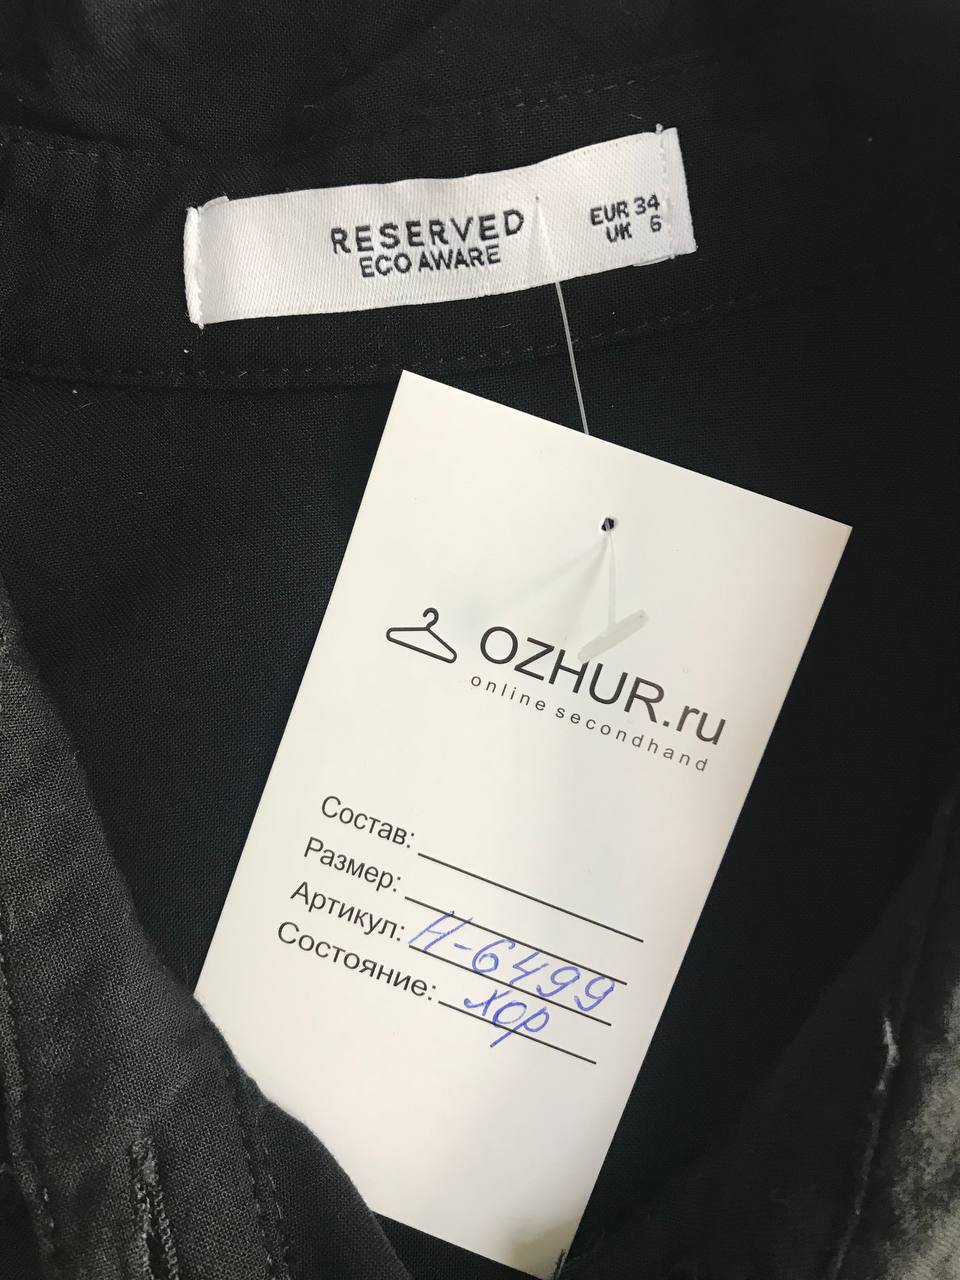 RESERVED
ECO AWARE
EUR 34
UK 6
OZHUR.ru
online secondhand
Состав:
Размер:
Артикул: Н-6499
Состояние: хор